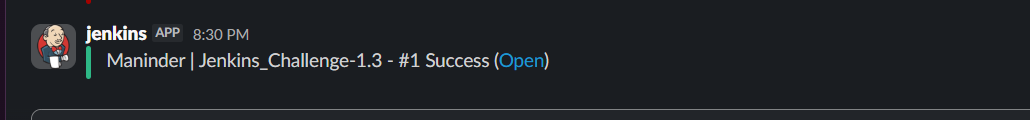 jenkins APP 8:30 PM
Maninder | Jenkins_Challenge-1.3 - #1 Success (Open)